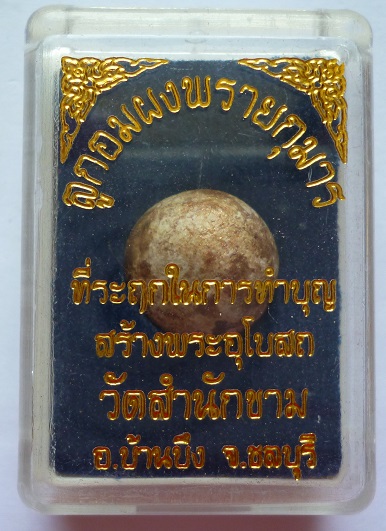 ลูกอมผงพรายกุมาร
ที่ระฤกในการทำบุญ
สร้างพระอุโบสถ
วัดสำนักขาม
อ.บ้านบึง จ.ชลบุรี